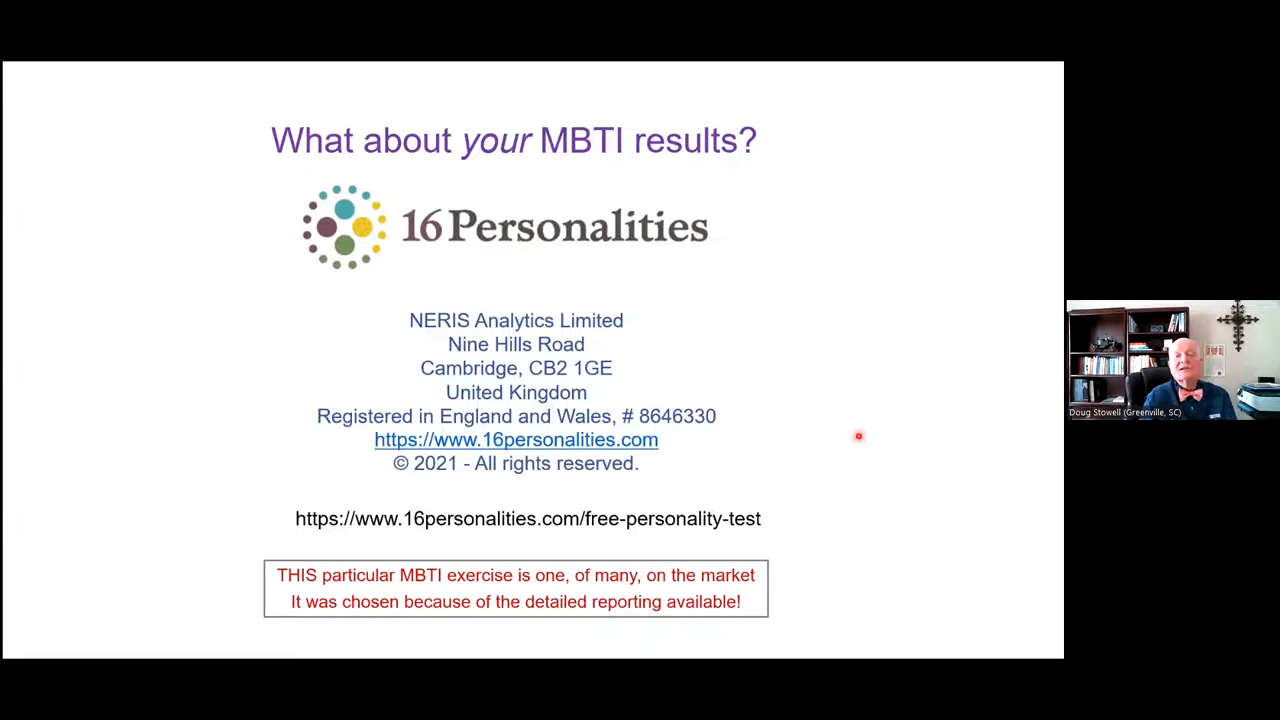 What about your MBTI results?
16 Personalities
NERIS Analytics Limited
Nine Hills Road
Cambridge, CB2 1GE
United Kingdom
Registered in England and Wales, # 8646330
https://www.16personalities.com
© 2021 - All rights reserved.
https://www.16personalities.com/free-personality-test
THIS particular MBTI exercise is one, of many, on the market
It was chosen because of the detailed reporting available!
Doug Stowell (Greenville, SC)